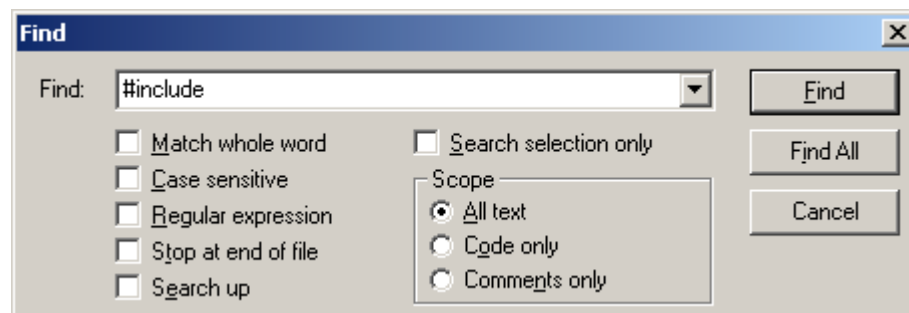 Find
Find: #include Find
Match whole word Search selection only Find All
Case sensitive Scope
Regular expression All text Cancel
Stop at end of file Code only
Search up Comments only